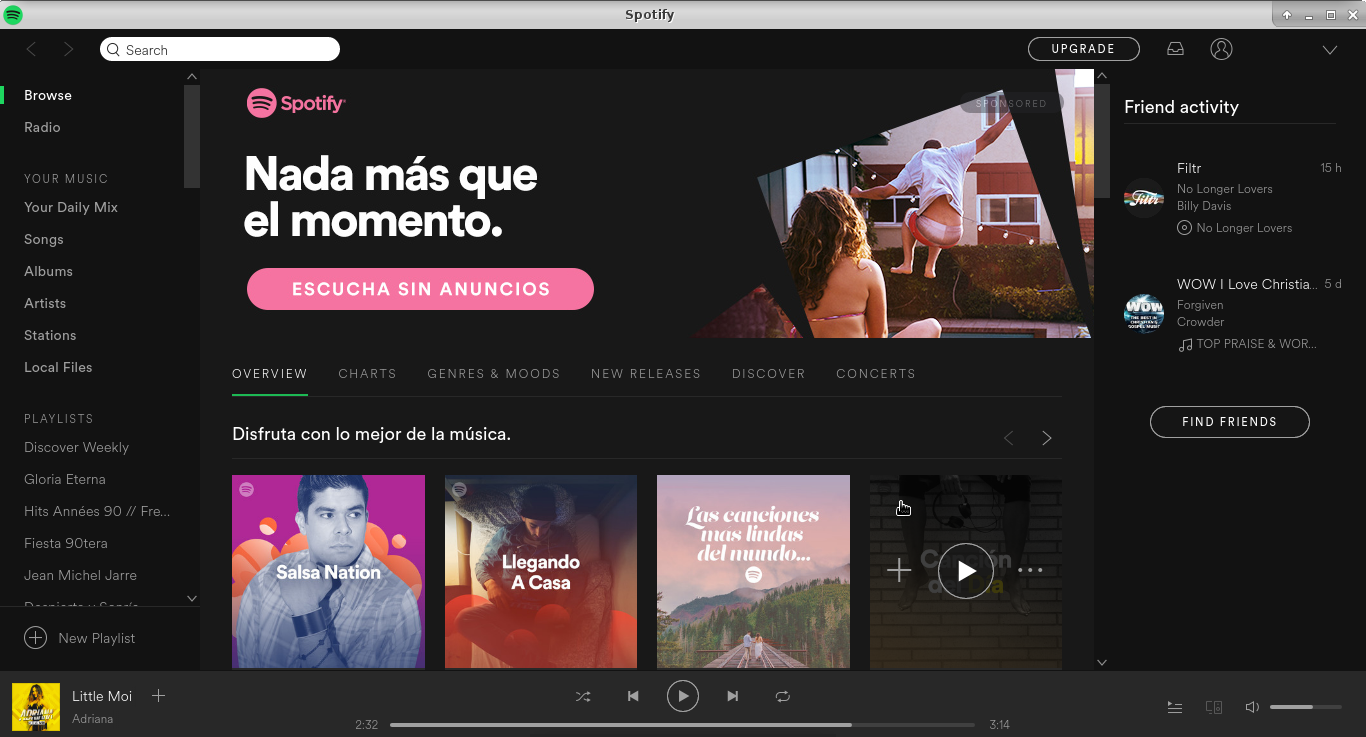 Spotify
Search
UPGRADE
Browse
Radio
YOUR MUSIC
Your Daily Mix
Songs
Albums
Artists
Stations
Local Files
PLAYLISTS
Discover Weekly
Gloria Eterna
Hits Années 90 // Fre...
Fiesta 90tera
Jean Michel Jarre
New Playlist
Spotify
SPONSORED
Nada más que
el momento.
ESCUCHA SIN ANUNCIOS
OVERVIEW
CHARTS
GENRES & MOODS
NEW RELEASES
DISCOVER
CONCERTS
Disfruta con lo mejor de la música.
Salsa Nation
Llegando
A Casa
Las canciones
mas lindas
del mundo...
Friend activity
Filtr
Filtr
15 h
No Longer Lovers
Billy Davis
No Longer Lovers
WOW
WOW I Love Christia...
5 d
Forgiven
Crowder
TOP PRAISE & WOR...
FIND FRIENDS
ADRIANA
Little Moi
Adriana
2:32
3:14